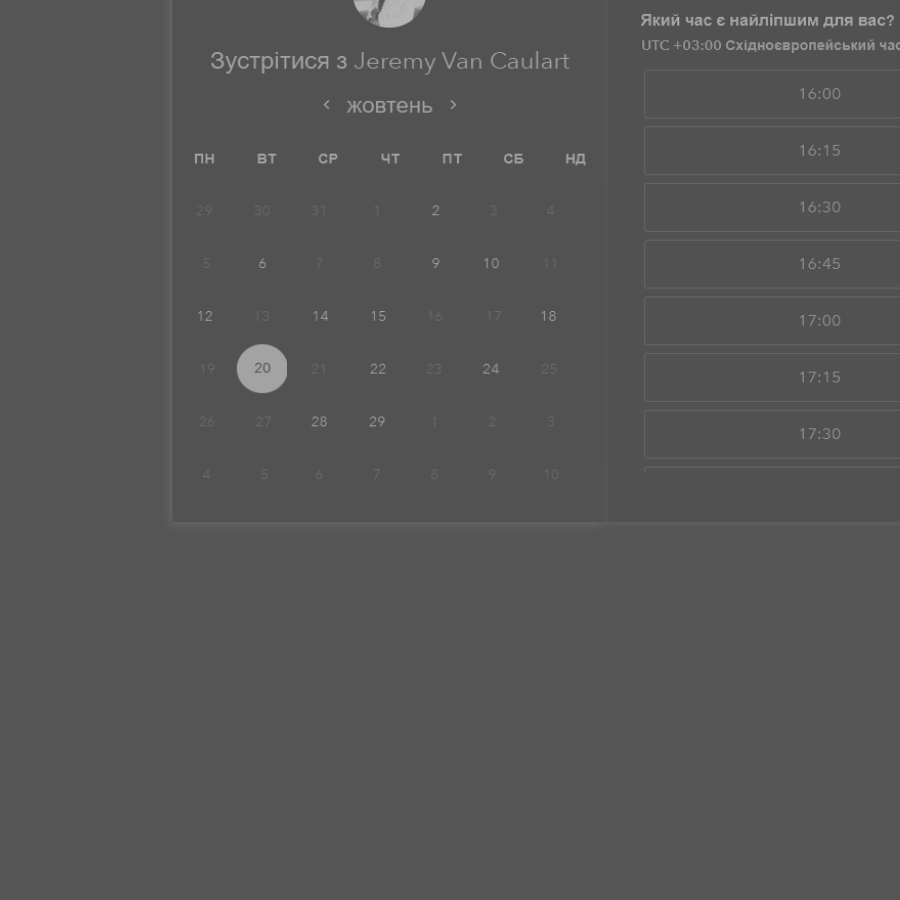 Зустрітися з Jeremy Van Caulart
жовтень
ПН ВТ СР ЧТ ПТ СБ НД
29 30 31 1 2 3 4
5 6 7 8 9 10 11
12 13 14 15 16 17 18
19 20 21 22 23 24 25
26 27 28 29 1 2 3
4 5 6 7 8 9 10
Який час є найліпшим для вас?
UTC +03:00 Східноєвропейський час
16:00
16:15
16:30
16:45
17:00
17:15
17:30